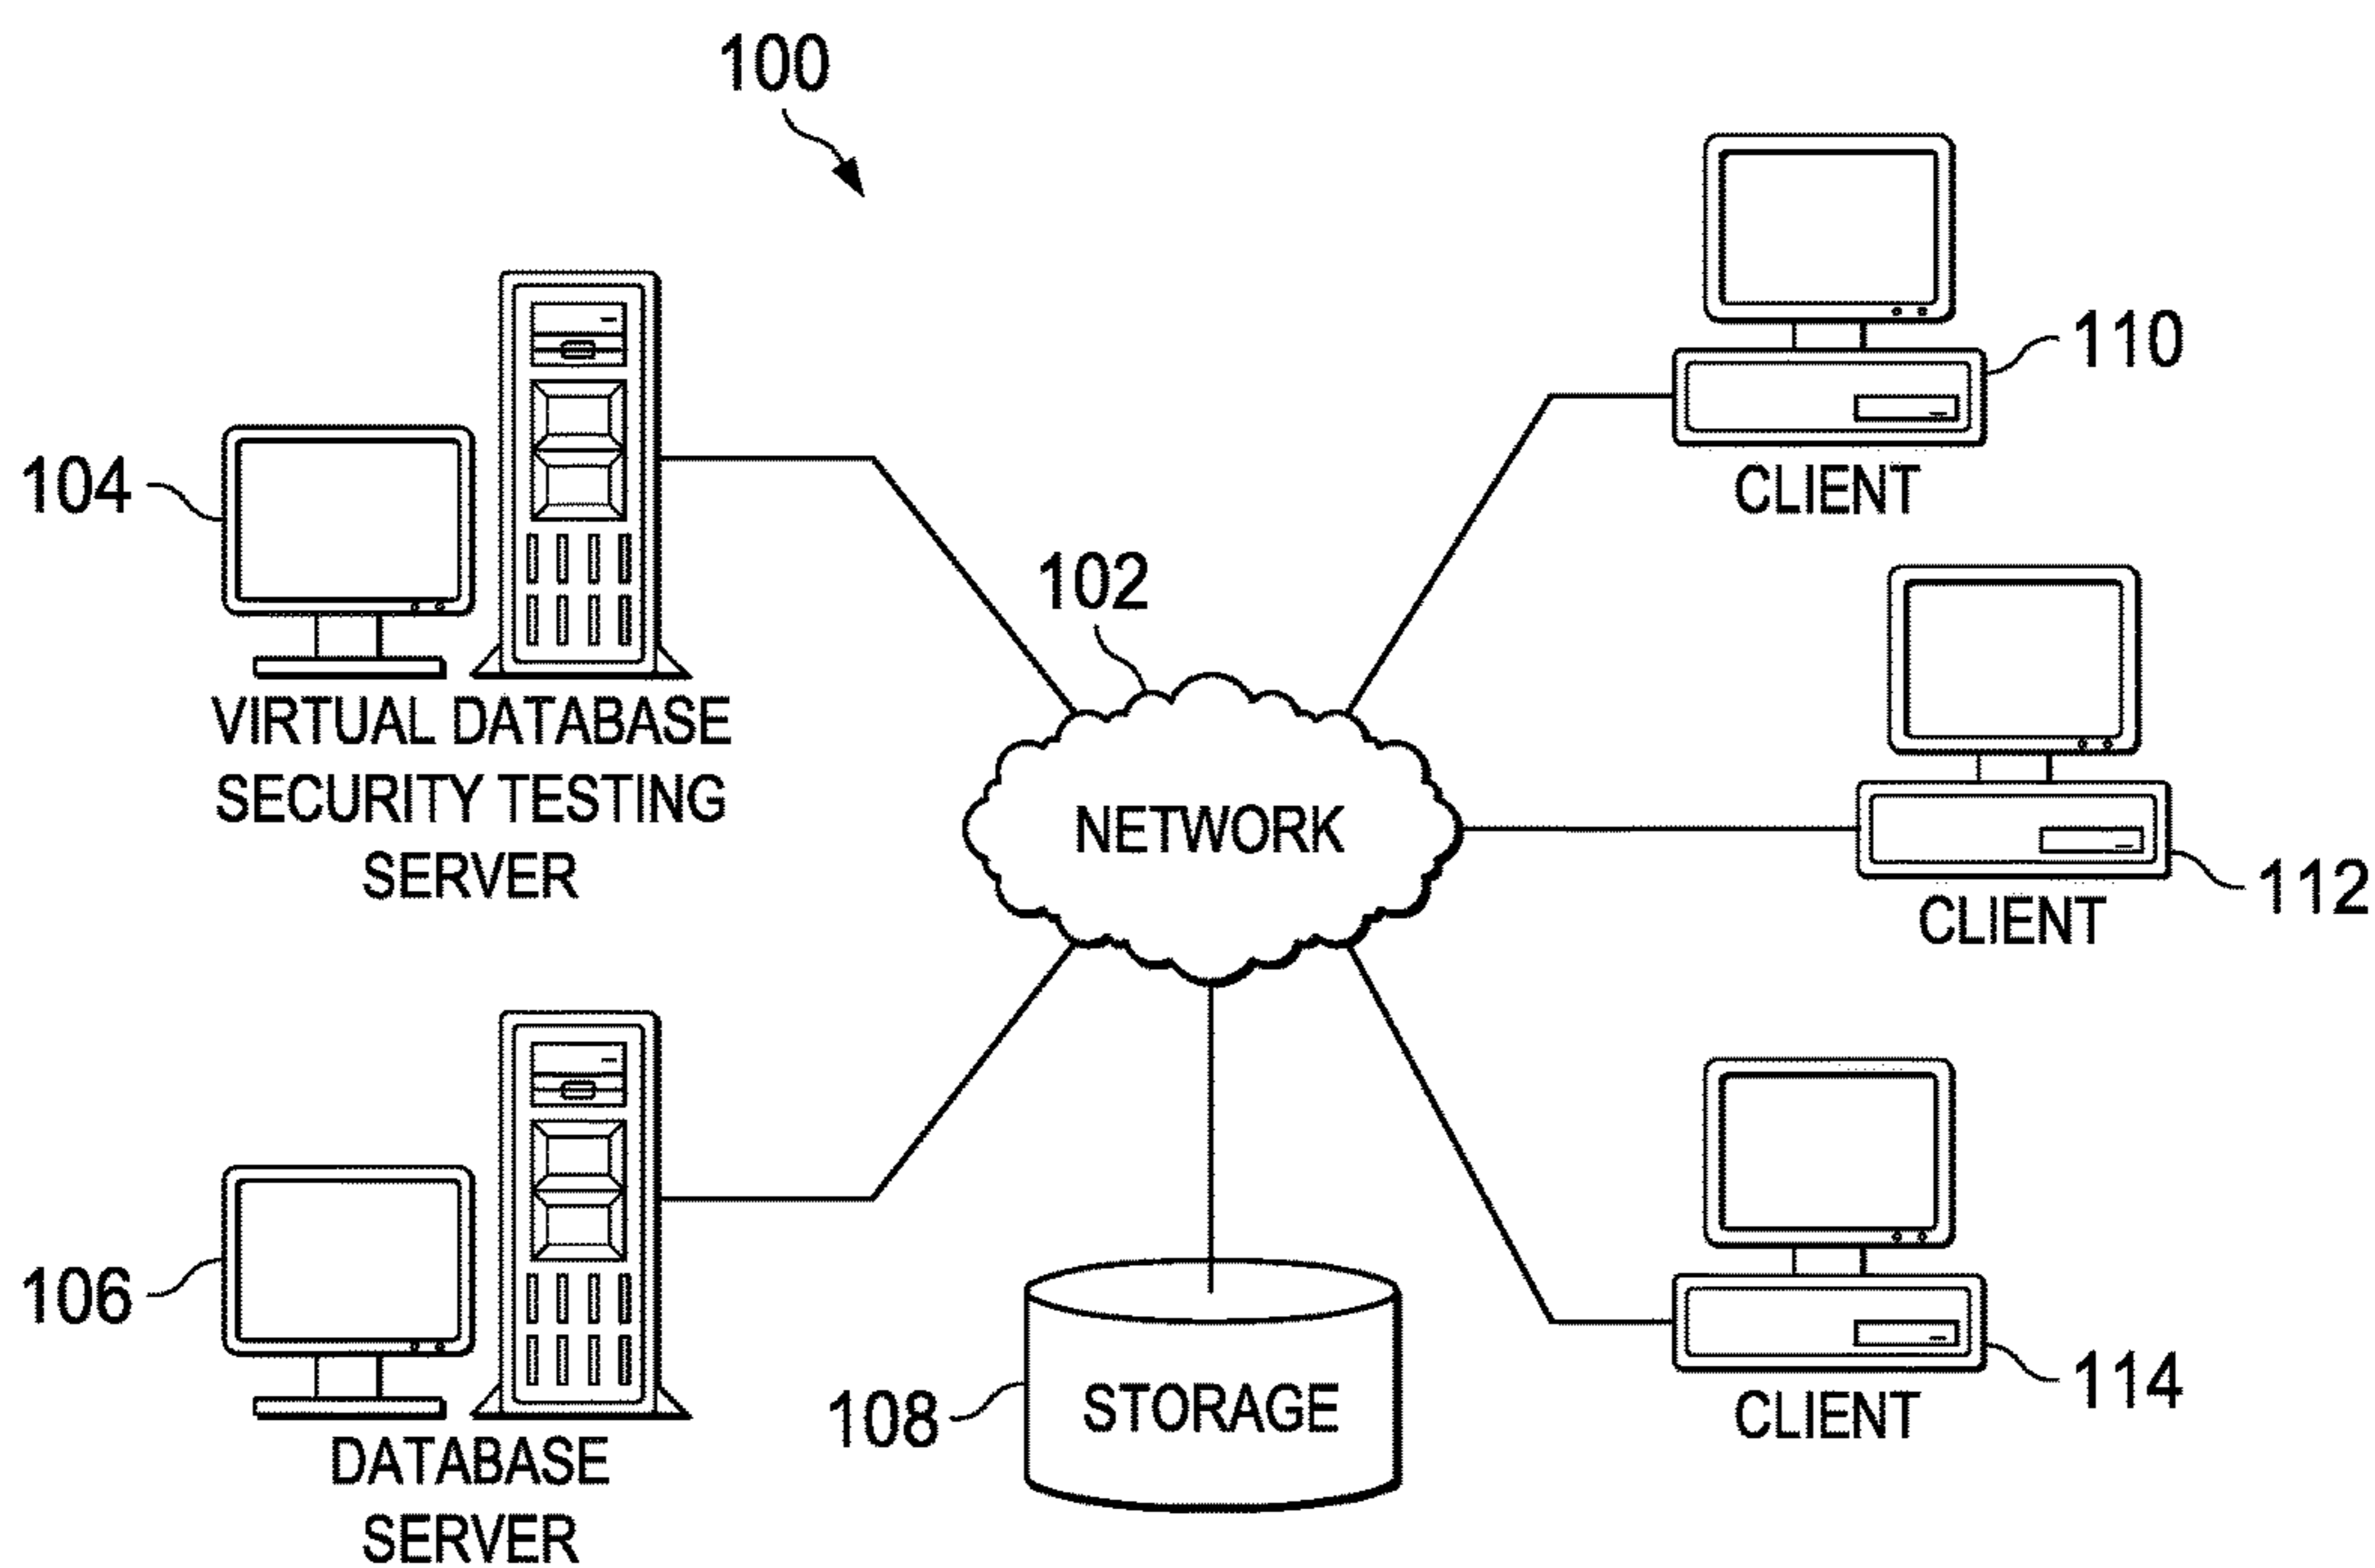 100
110
CLIENT
104
102
VIRTUAL DATABASE
SECURITY TESTING
SERVER
NETWORK
112
CLIENT
106
108
STORAGE
114
CLIENT
DATABASE
SERVER